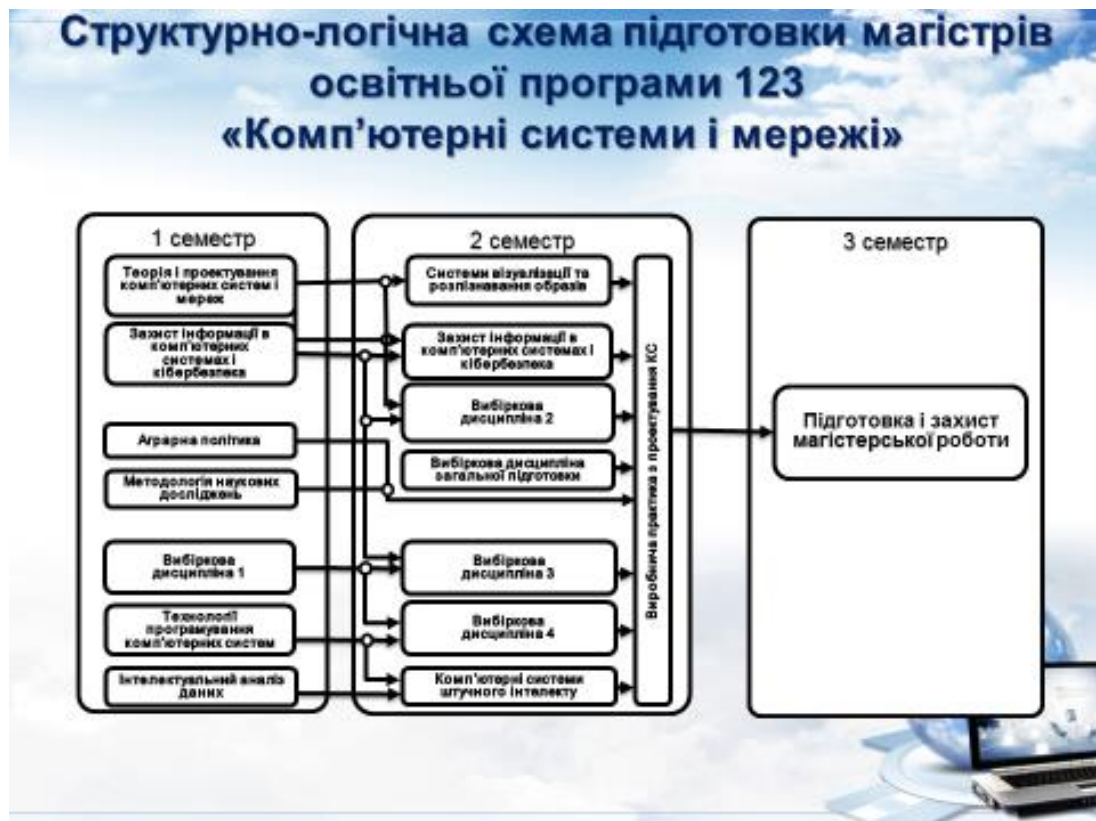 Структурно-логічна схема підготовки магістрів
освітньої програми 123
«Комп’ютерні системи і мережі»
1 семестр
Теорія і проектування
комп'ютерних систем і
мереж
Захист інформації в
комп'ютерних
системах і
кібербезпека
Аграрна політика
Методологія наукових
досліджень
Вибіркова
дисципліна 1
Технології
програмування
комп'ютерних систем
Інтелектуальний аналіз
даних
2 семестр
Системи візуалізації та
розпізнавання образів
Захист інформації в
комп'ютерних системах і
кібербезпека
Вибіркова
дисципліна 2
Вибіркова дисципліна
загальної підготовки
Вибіркова
дисципліна 3
Вибіркова
дисципліна 4
Комп'ютерні системи
штучного інтелекту
Виробнича практика з проектування КС
3 семестр
Підготовка і захист
магістерської роботи